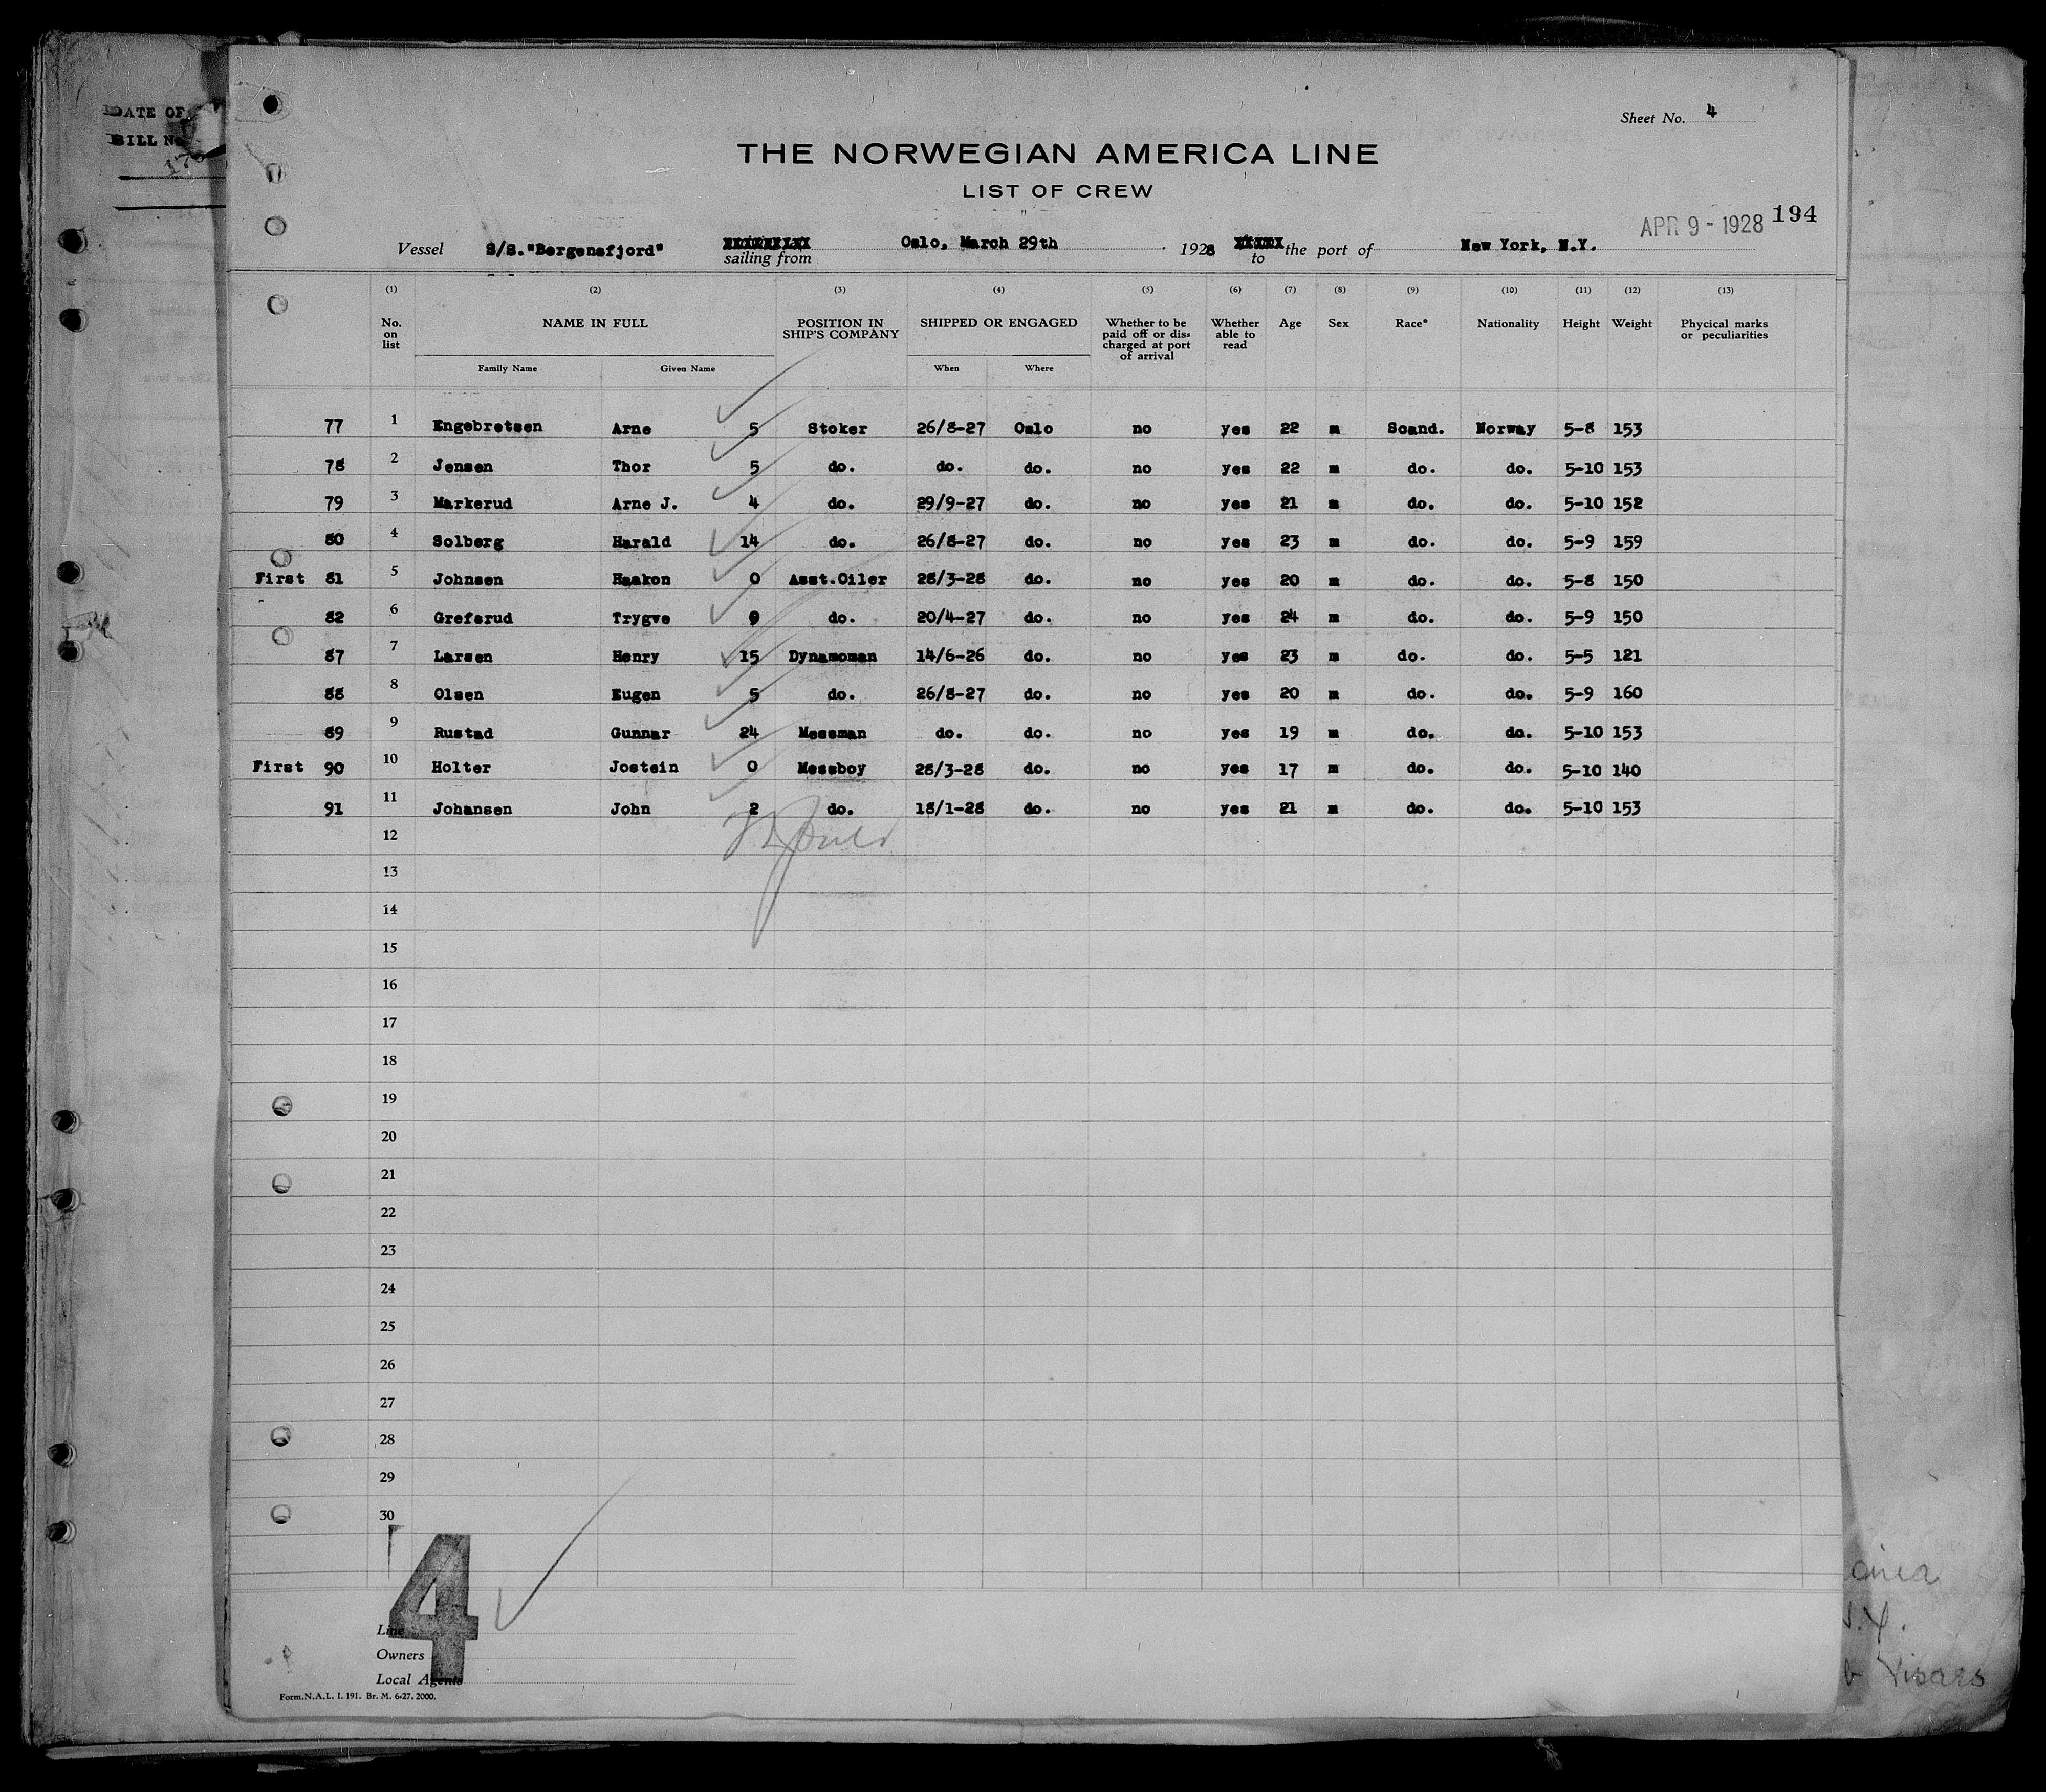 DATE OF
BILL No
Sheet No. 4
THE NORWEGIAN AMERICA LINE
LIST OF CREW
APR 9 - 1928 194
Vessel S/S."Bergensfjord" sailing from Oslo, March 29th 1928 to the port of New York, N.Y.
(1) (2) (3) (4) (5) (6) (7) (8) (9) (10) (11) (12) (13)
No. on list NAME IN FULL POSITION IN SHIP'S COMPANY SHIPPED OR ENGAGED Whether to be paid off or discharged at port of arrival Whether able to read Age Sex Race* Nationality Height Weight Phycical marks or peculiarities
Family Name Given Name When Where
77 1 Engebretsen Arne 5 Stoker 26/8-27 Oslo no yes 22 m Scand. Norway 5-8 153
78 2 Jensen Thor 5 do. do. do. no yes 22 m do. do. 5-10 153
79 3 Markerud Arne J. 4 do. 29/9-27 do. no yes 21 m do. do. 5-10 152
80 4 Solberg Harald 14 do. 26/8-27 do. no yes 23 m do. do. 5-9 159
First 81 5 Johnsen Haakon 0 Asst.Oiler 28/3-28 do. no yes 20 m do. do. 5-8 150
82 6 Grefsrud Trygve 9 do. 20/4-27 do. no yes 24 m do. do. 5-9 150
87 7 Larsen Henry 15 Dynamoman 14/6-26 do. no yes 23 m do. do. 5-5 121
88 8 Olsen Eugen 5 do. 26/8-27 do. no yes 20 m do. do. 5-9 160
89 9 Rustad Gunnar 24 Messman do. do. no yes 19 m do. do. 5-10 153
First 90 10 Holter Jostein 0 Messboy 28/3-28 do. no yes 17 m do. do. 5-10 140
91 11 Johansen John 2 do. 18/1-28 do. no yes 21 m do. do. 5-10 153
12
13
14
15
16
17
18
19
20
21
22
23
24
25
26
27
28
29
30
4
Line
Owners
Local Agents
Form.N.A.L. I. 191. Br. M. 6-27. 2000.